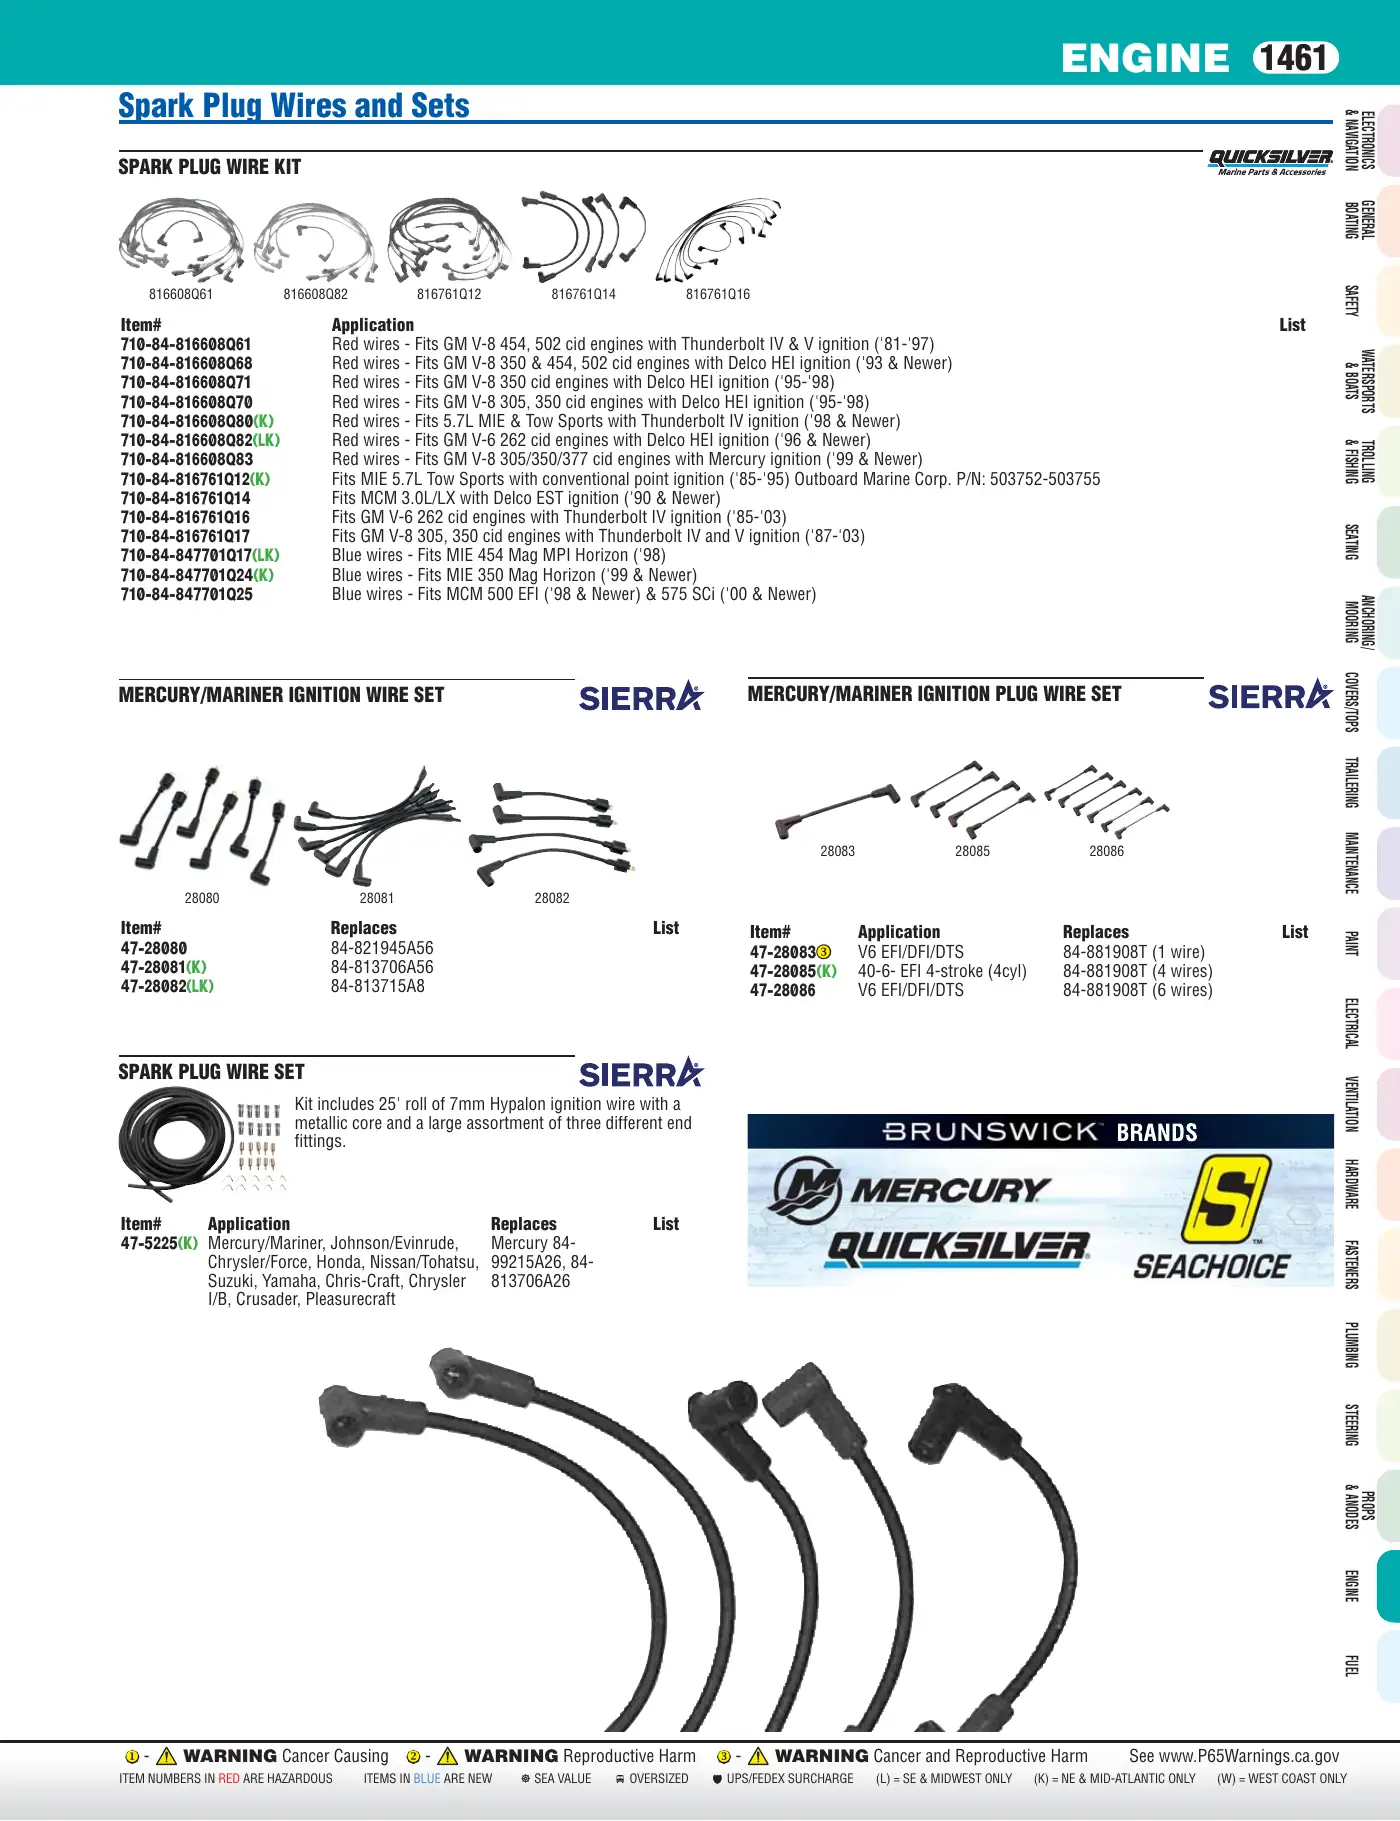 ENGINE 1461
Spark Plug Wires and Sets
SPARK PLUG WIRE KIT
QUICKSILVER
Marine Parts & Accessories
816608Q61 816608Q82 816761Q12 816761Q14 816761Q16
Item# Application List
710-84-816608Q61 Red wires - Fits GM V-8 454, 502 cid engines with Thunderbolt IV & V ignition ('81-'97)
710-84-816608Q68 Red wires - Fits GM V-8 350 & 454, 502 cid engines with Delco HEI ignition ('93 & Newer)
710-84-816608Q71 Red wires - Fits GM V-8 350 cid engines with Delco HEI ignition ('95-'98)
710-84-816608Q70 Red wires - Fits GM V-8 305, 350 cid engines with Delco HEI ignition ('95-'98)
710-84-816608Q80(K) Red wires - Fits 5.7L MIE & Tow Sports with Thunderbolt IV ignition ('98 & Newer)
710-84-816608Q82(LK) Red wires - Fits GM V-6 262 cid engines with Delco HEI ignition ('96 & Newer)
710-84-816608Q83 Red wires - Fits GM V-8 305/350/377 cid engines with Mercury ignition ('99 & Newer)
710-84-816761Q12(K) Fits MIE 5.7L Tow Sports with conventional point ignition ('85-'95) Outboard Marine Corp. P/N: 503752-503755
710-84-816761Q14 Fits MCM 3.0L/LX with Delco EST ignition ('90 & Newer)
710-84-816761Q16 Fits GM V-6 262 cid engines with Thunderbolt IV ignition ('85-'03)
710-84-816761Q17 Fits GM V-8 305, 350 cid engines with Thunderbolt IV and V ignition ('87-'03)
710-84-847701Q17(LK) Blue wires - Fits MIE 454 Mag MPI Horizon ('98)
710-84-847701Q24(K) Blue wires - Fits MIE 350 Mag Horizon ('99 & Newer)
710-84-847701Q25 Blue wires - Fits MCM 500 EFI ('98 & Newer) & 575 SCi ('00 & Newer)
MERCURY/MARINER IGNITION WIRE SET
SIERRA
28080 28081 28082
Item# Replaces List
47-28080 84-821945A56
47-28081(K) 84-813706A56
47-28082(LK) 84-813715A8
MERCURY/MARINER IGNITION PLUG WIRE SET
SIERRA
28083 28085 28086
Item# Application Replaces List
47-28083 3 V6 EFI/DFI/DTS 84-881908T (1 wire)
47-28085(K) 40-6- EFI 4-stroke (4cyl) 84-881908T (4 wires)
47-28086 V6 EFI/DFI/DTS 84-881908T (6 wires)
SPARK PLUG WIRE SET
SIERRA
Kit includes 25' roll of 7mm Hypalon ignition wire with a
metallic core and a large assortment of three different end
fittings.
Item# Application Replaces List
47-5225(K) Mercury/Mariner, Johnson/Evinrude, Mercury 84-
Chrysler/Force, Honda, Nissan/Tohatsu, 99215A26, 84-
Suzuki, Yamaha, Chris-Craft, Chrysler 813706A26
I/B, Crusader, Pleasurecraft
BRUNSWICK BRANDS
MERCURY
QUICKSILVER
S
SEACHOICE
ELECTRONICS
& NAVIGATION
GENERAL
BOATING
SAFETY
WATERSPORTS
& BOATS
TROLLING
& FISHING
SEATING
ANCHORING/
MOORING
COVERS/TOPS
TRAILERING
MAINTENANCE
PAINT
ELECTRICAL
VENTILATION
HARDWARE
FASTENERS
PLUMBING
STEERING
PROPS
& ANODES
ENGINE
FUEL
1 - WARNING Cancer Causing 2 - WARNING Reproductive Harm 3 - WARNING Cancer and Reproductive Harm See www.P65Warnings.ca.gov
ITEM NUMBERS IN RED ARE HAZARDOUS ITEMS IN BLUE ARE NEW SEA VALUE OVERSIZED UPS/FEDEX SURCHARGE (L) = SE & MIDWEST ONLY (K) = NE & MID-ATLANTIC ONLY (W) = WEST COAST ONLY